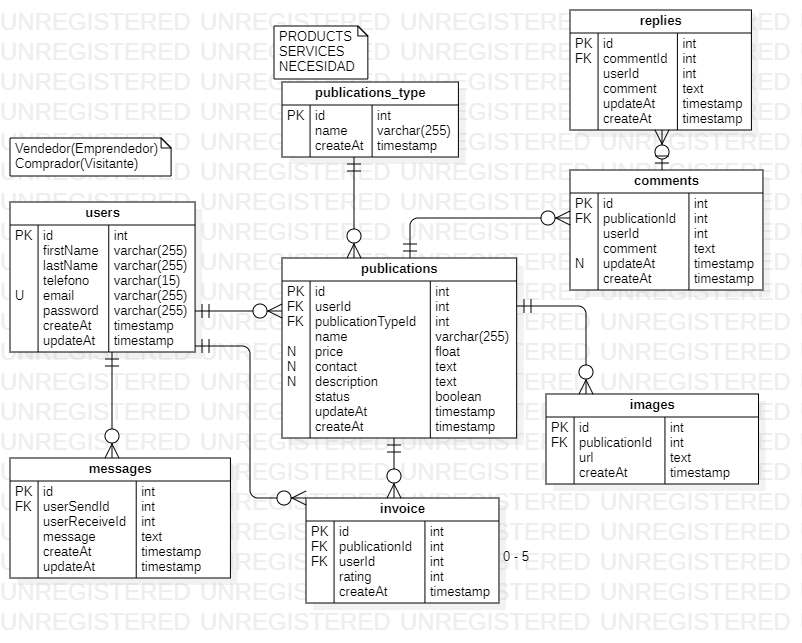 PRODUCTS
SERVICES
NECESIDAD
publications_type
PK id int
name varchar(255)
createAt timestamp
replies
PK id int
FK commentId int
userId int
comment text
updateAt timestamp
createAt timestamp
Vendedor(Emprendedor)
Comprador(Visitante)
comments
PK id int
FK publicationId int
userId int
comment text
N updateAt timestamp
createAt timestamp
users
PK id int
firstName varchar(255)
lastName varchar(255)
telefono varchar(15)
U email varchar(255)
password varchar(255)
createAt timestamp
updateAt timestamp
publications
PK id int
FK userId int
FK publicationTypeId int
name varchar(255)
N price float
N contact text
N description text
status boolean
updateAt timestamp
createAt timestamp
images
PK id int
FK publicationId int
url text
createAt timestamp
messages
PK id int
FK userSendId int
userReceiveId int
message text
createAt timestamp
updateAt timestamp
invoice
PK id int
FK publicationId int
FK userId int
rating int
createAt timestamp
0 - 5
UNREGISTERED